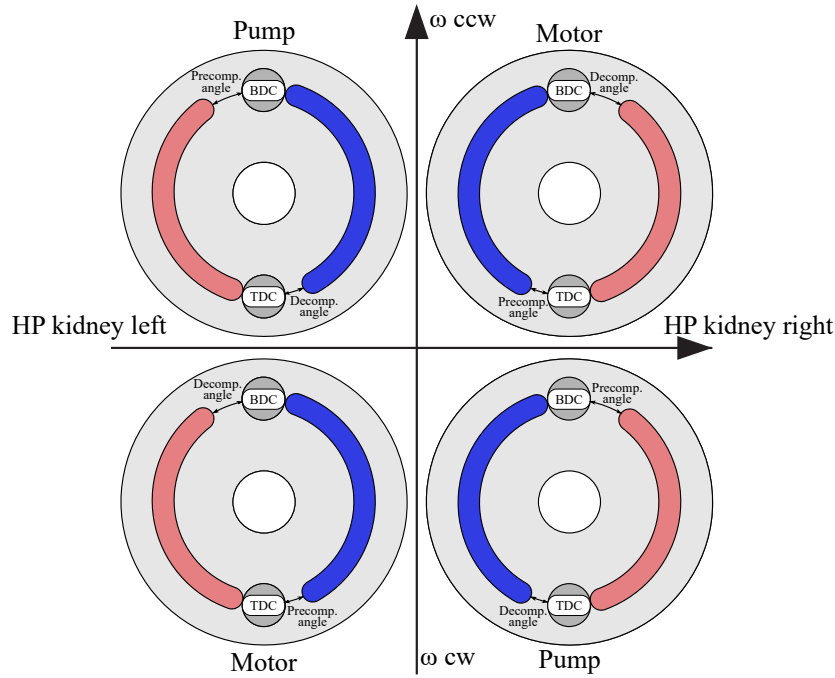 Pump
ω ccw
Motor
Precomp.
angle
BDC
TDC
Decomp.
angle
BDC
Decomp.
angle
Precomp.
angle
TDC
HP kidney left
HP kidney right
Decomp.
angle
BDC
TDC
Precomp.
angle
BDC
Precomp.
angle
Decomp.
angle
TDC
Motor
ω cw
Pump